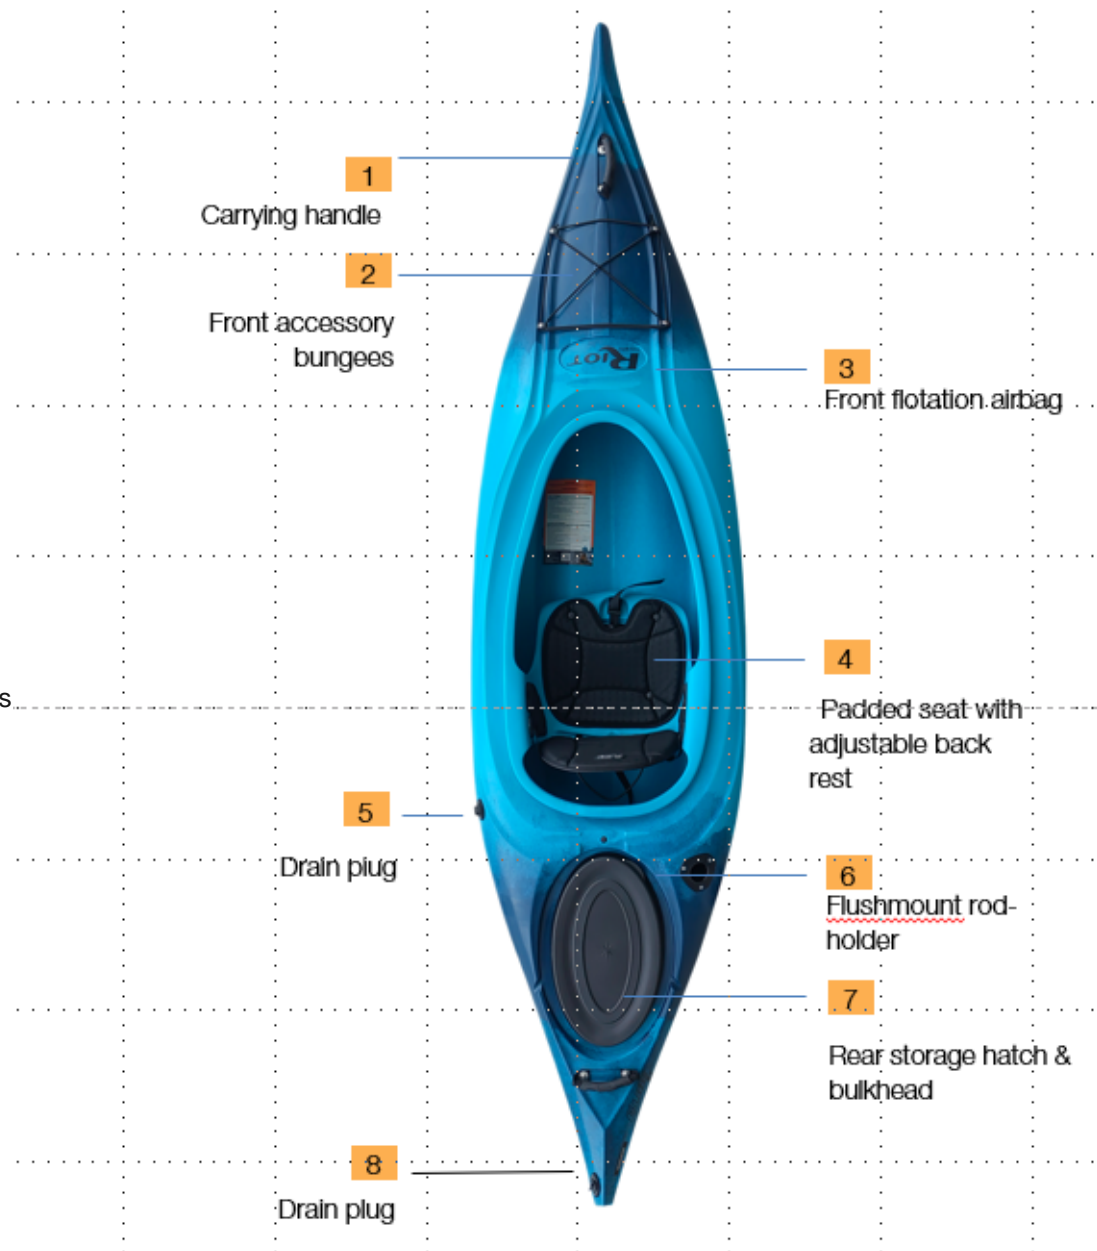 1
Carrying handle
2
Front accessory
bungees
RIOT
3
Front flotation airbag
4
s
Padded seat with
adjustable back
rest
5
Drain plug
6
Flushmount rod-
holder
7
Rear storage hatch &
bulkhead
8
Drain plug